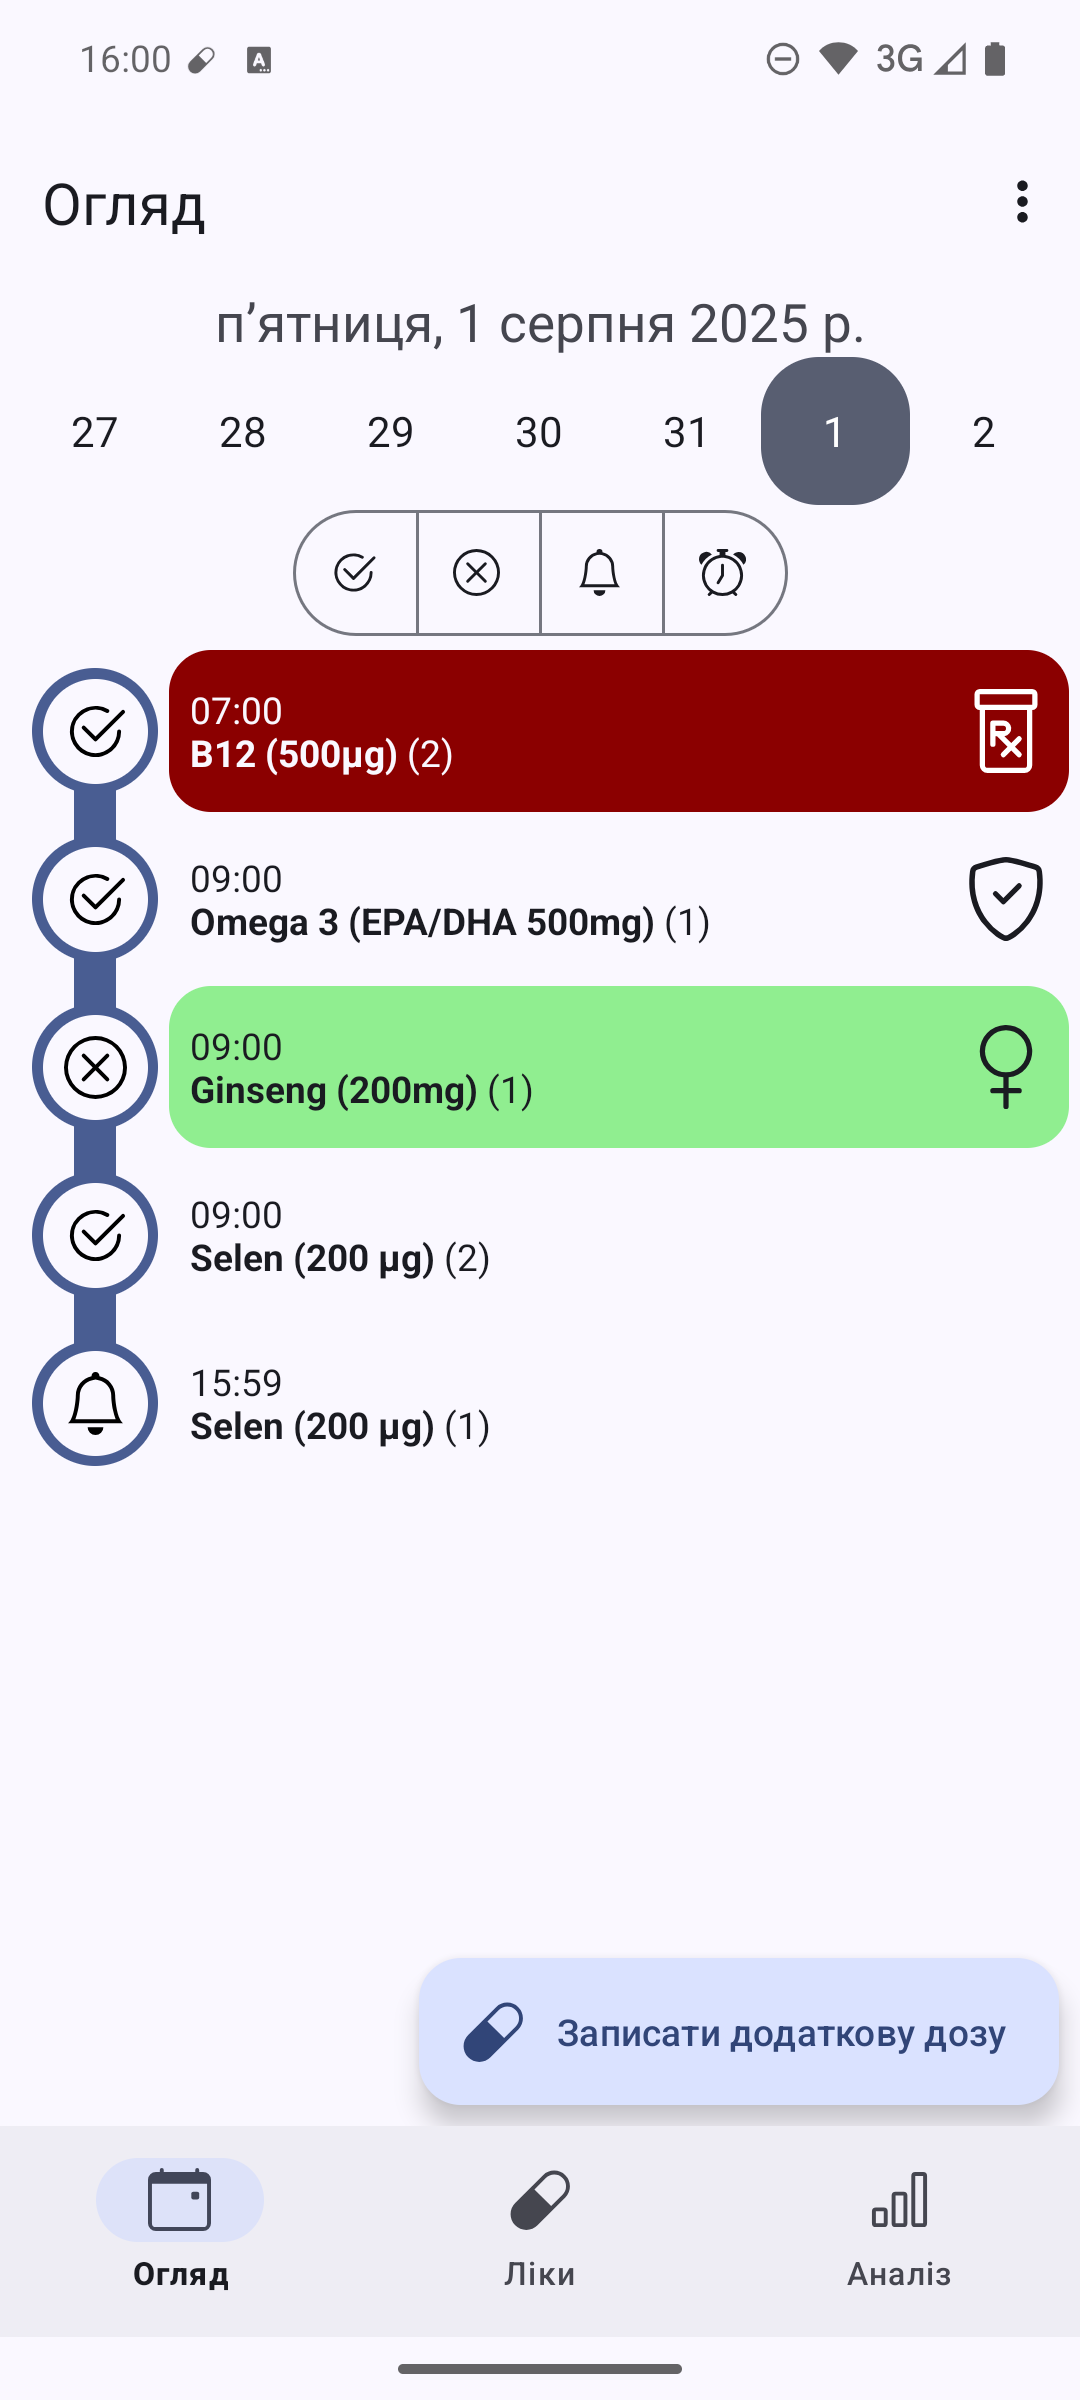 16:00
3G
Огляд
п’ятниця, 1 серпня 2025 р.
27 28 29 30 31 1 2
07:00
B12 (500µg) (2)
09:00
Omega 3 (EPA/DHA 500mg) (1)
09:00
Ginseng (200mg) (1)
09:00
Selen (200 µg) (2)
15:59
Selen (200 µg) (1)
Записати додаткову дозу
Огляд
Ліки
Аналіз